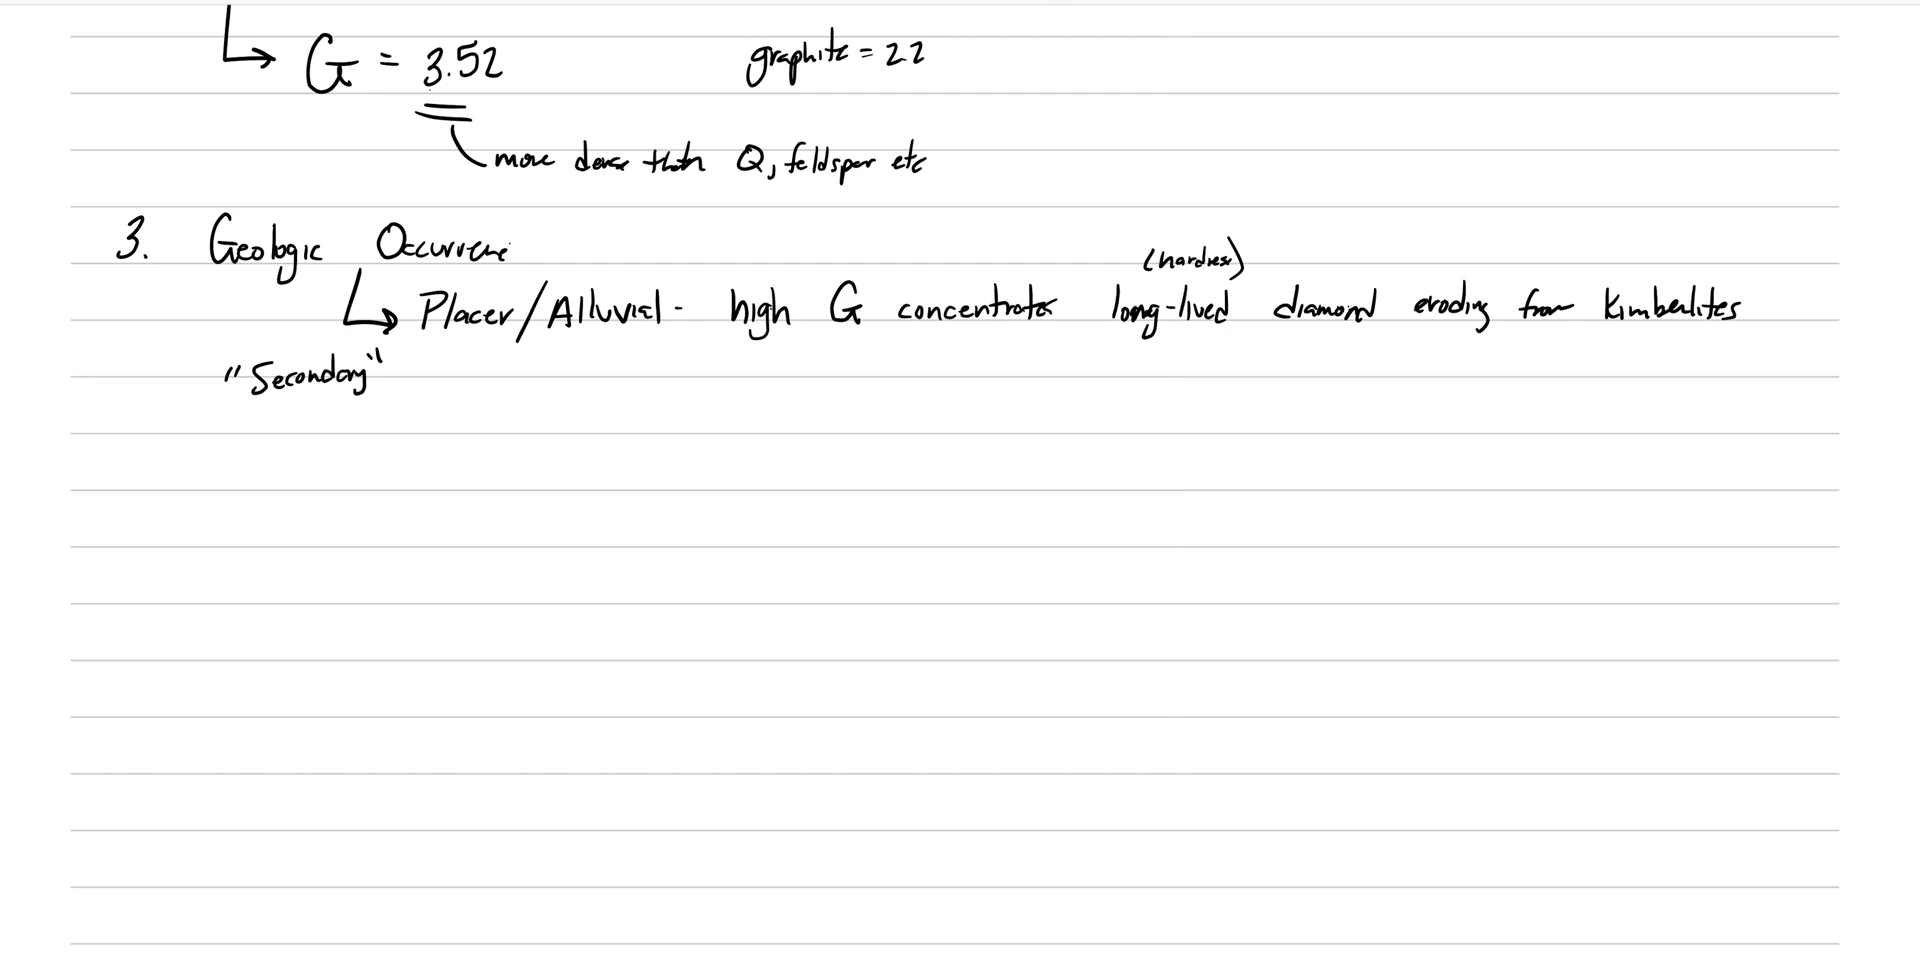 G = 3.52 graphite = 2.2
more dense than Q, feldspar etc
3. Geologic Occurrence
(hardness)
Placer/Alluvial - high G concentrates long-lived diamond eroding from Kimberlites
"Secondary"